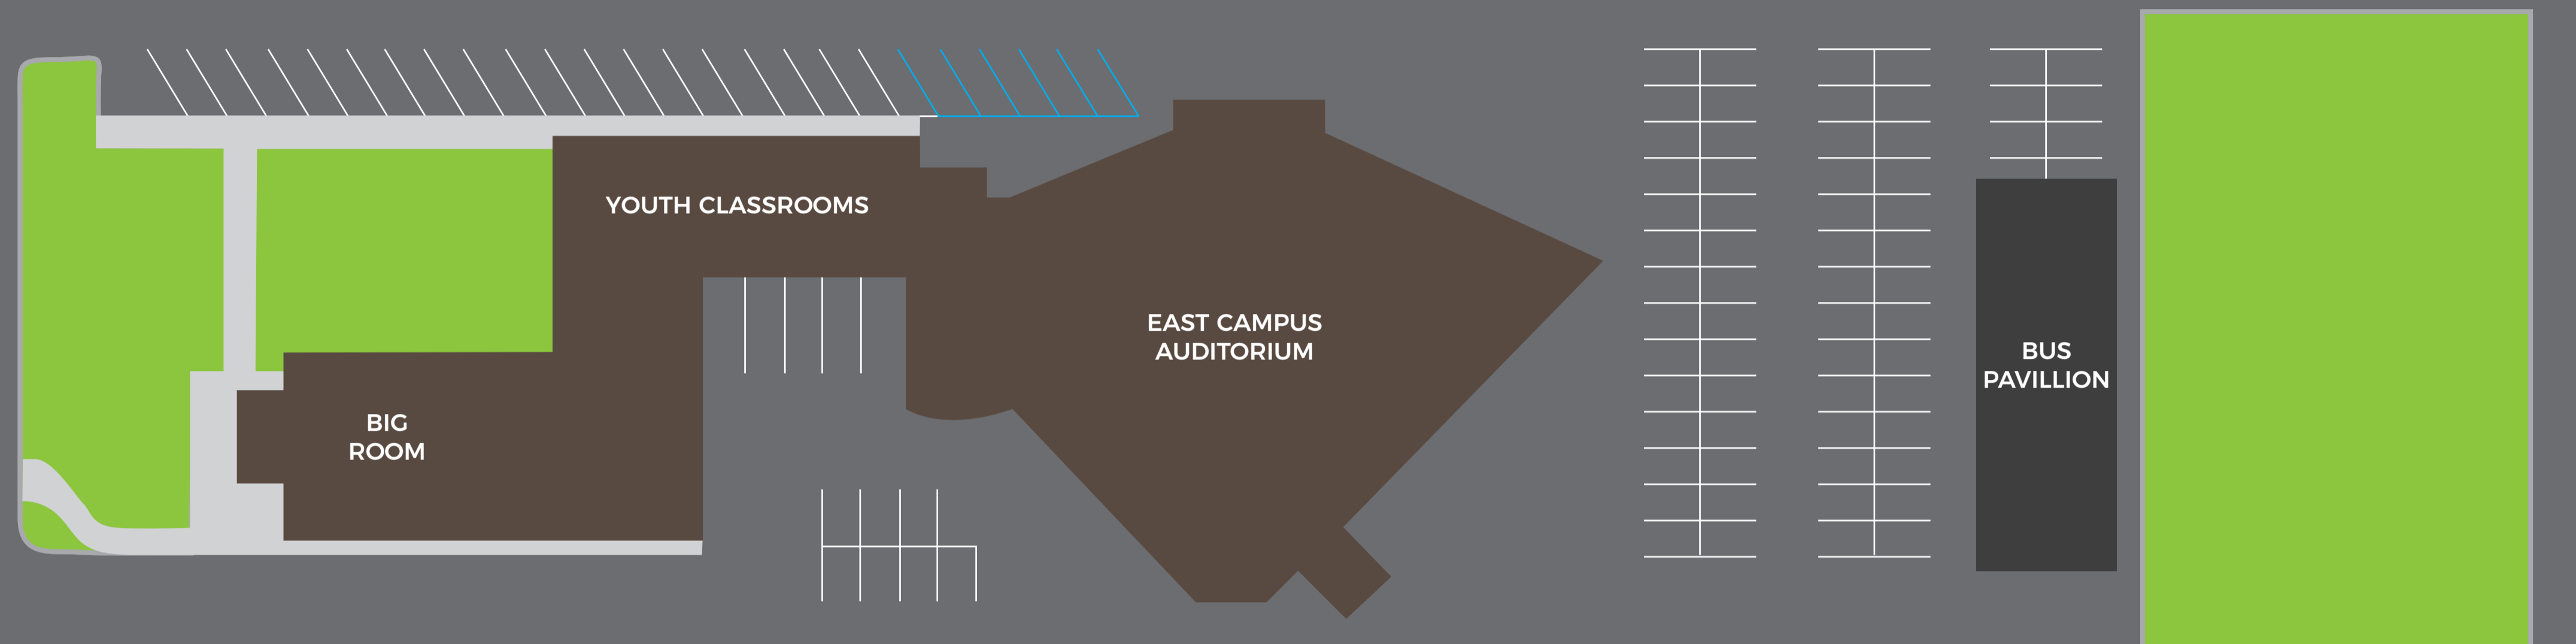 YOUTH CLASSROOMS
BIG
ROOM
EAST CAMPUS
AUDITORIUM
BUS
PAVILLION